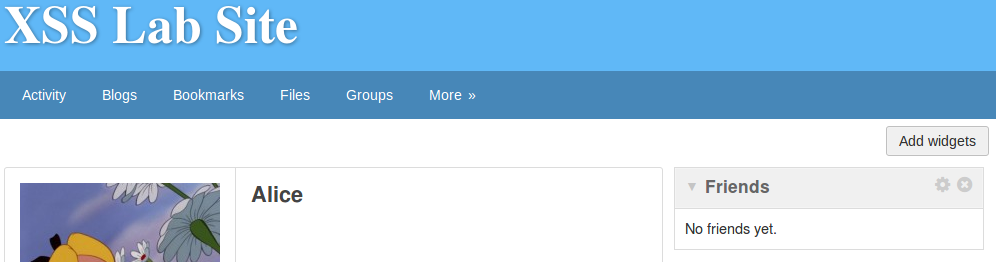 XSS Lab Site
Activity Blogs Bookmarks Files Groups More »
Add widgets
Alice
Friends
No friends yet.